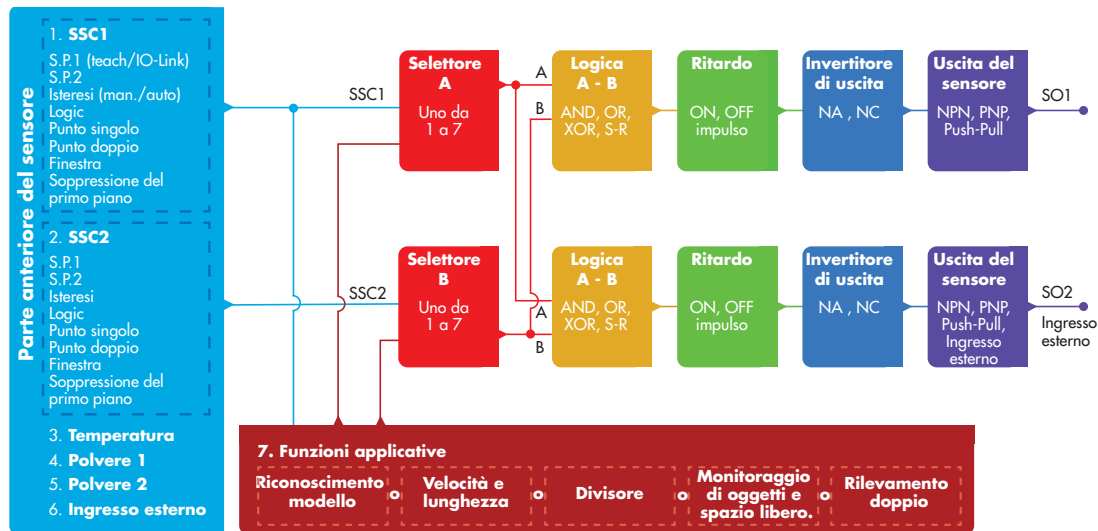 Parte anteriore del sensore
1. SSC1
S.P.1 (teach/IO-Link)
S.P.2
Isteresi (man./auto)
Logic
Punto singolo
Punto doppio
Finestra
Soppressione del
primo piano
2. SSC2
S.P.1
S.P.2
Isteresi
Logic
Punto singolo
Punto doppio
Finestra
Soppressione del
primo piano
3. Temperatura
4. Polvere 1
5. Polvere 2
6. Ingresso esterno
SSC1
Selettore
A
Uno da
1 a 7
A
B
Logica
A - B
AND, OR,
XOR, S-R
Ritardo
ON, OFF
impulso
Invertitore
di uscita
NA , NC
Uscita del
sensore
NPN, PNP,
Push-Pull
SO1
SSC2
Selettore
B
Uno da
1 a 7
A
B
Logica
A - B
AND, OR,
XOR, S-R
Ritardo
ON, OFF
impulso
Invertitore
di uscita
NA , NC
Uscita del
sensore
NPN, PNP,
Push-Pull,
Ingresso
esterno
SO2
Ingresso
esterno
7. Funzioni applicative
Riconoscimento
modello
o
Velocità e
lunghezza
o
Divisore
o
Monitoraggio
di oggetti e
spazio libero.
o
Rilevamento
doppio